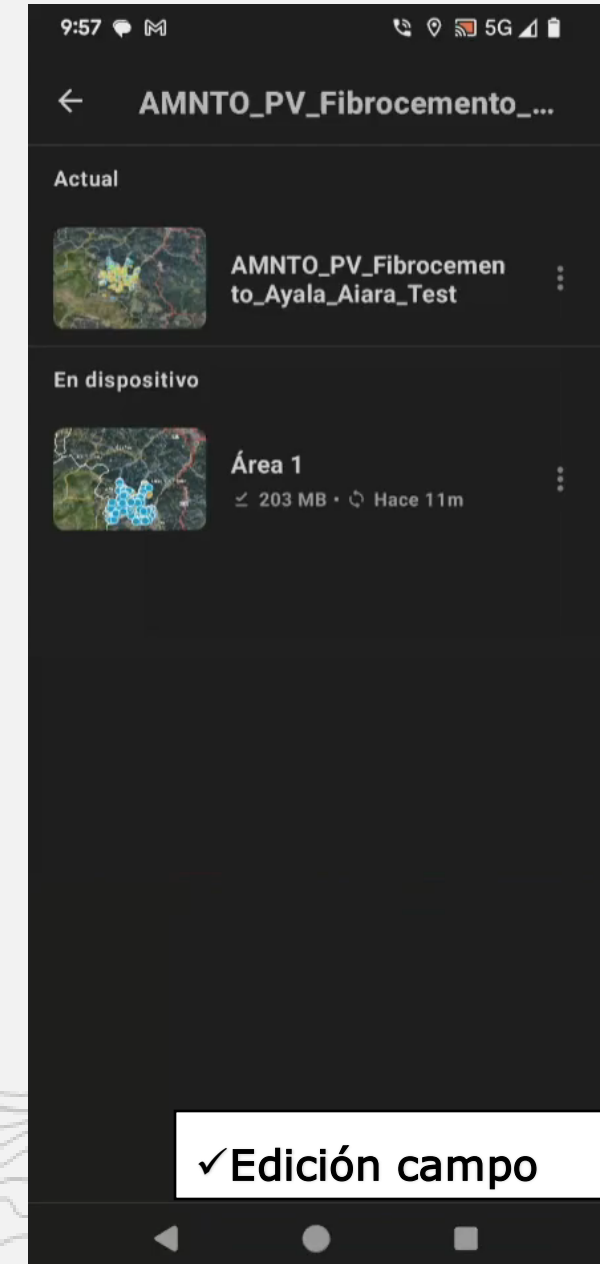 9:57 5G
AMNTO_PV_Fibrocemento_...
Actual
AMNTO_PV_Fibrocemen
to_Ayala_Aiara_Test
En dispositivo
Área 1
203 MB • Hace 11m
✓Edición campo